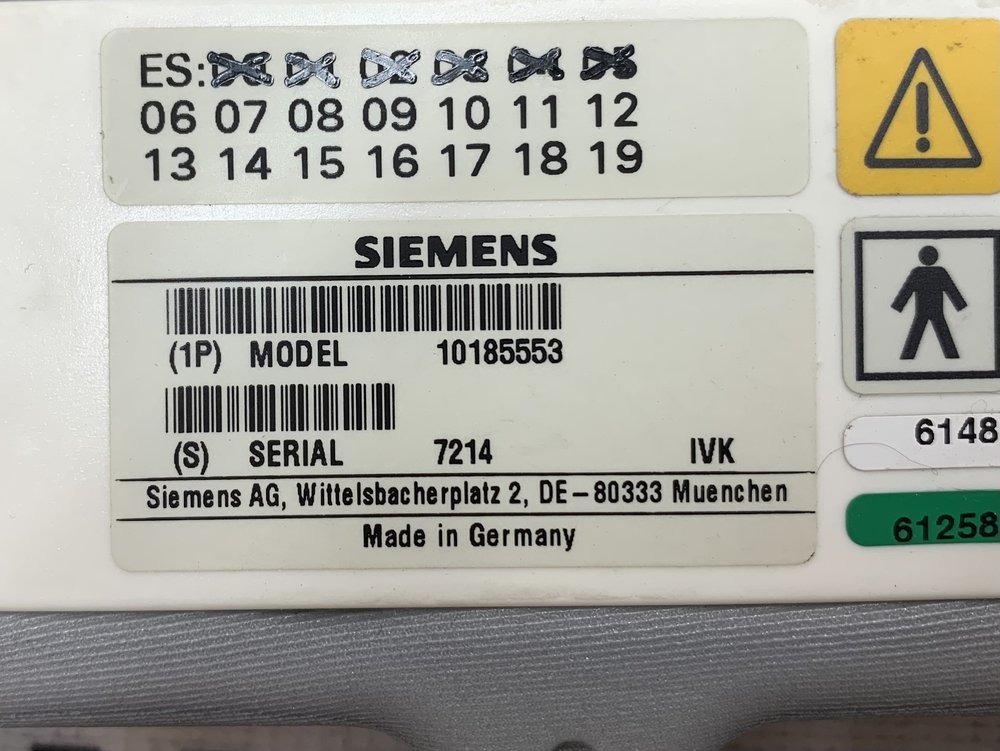 ES:
06 07 08 09 10 11 12
13 14 15 16 17 18 19
SIEMENS
(1P) MODEL 10185553
(S) SERIAL 7214 IVK
Siemens AG, Wittelsbacherplatz 2, DE-80333 Muenchen
Made in Germany
6148
61258